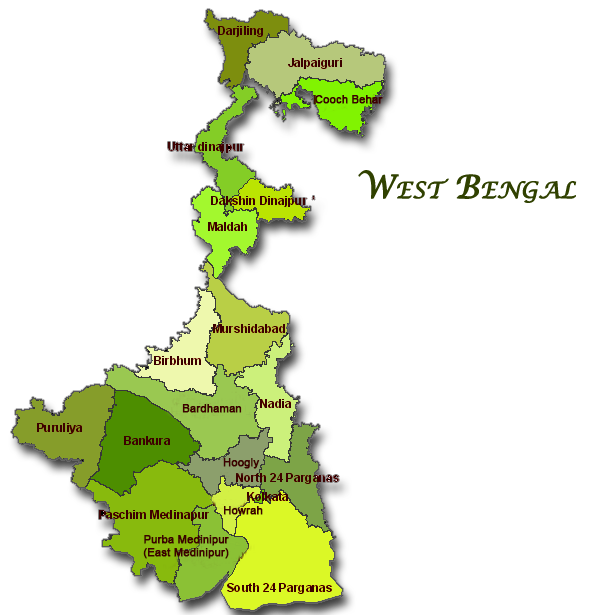 Darjiling
Jalpaiguri
Cooch Behar
Uttar dinajpur
WEST BENGAL
Dakshin Dinajpur
Maldah
Murshidabad
Birbhum
Bardhaman
Nadia
Puruliya
Bankura
Hoogly
North 24 Parganas
Kolkata
Howrah
Paschim Medinapur
Purba Medinipur
(East Medinipur)
South 24 Parganas